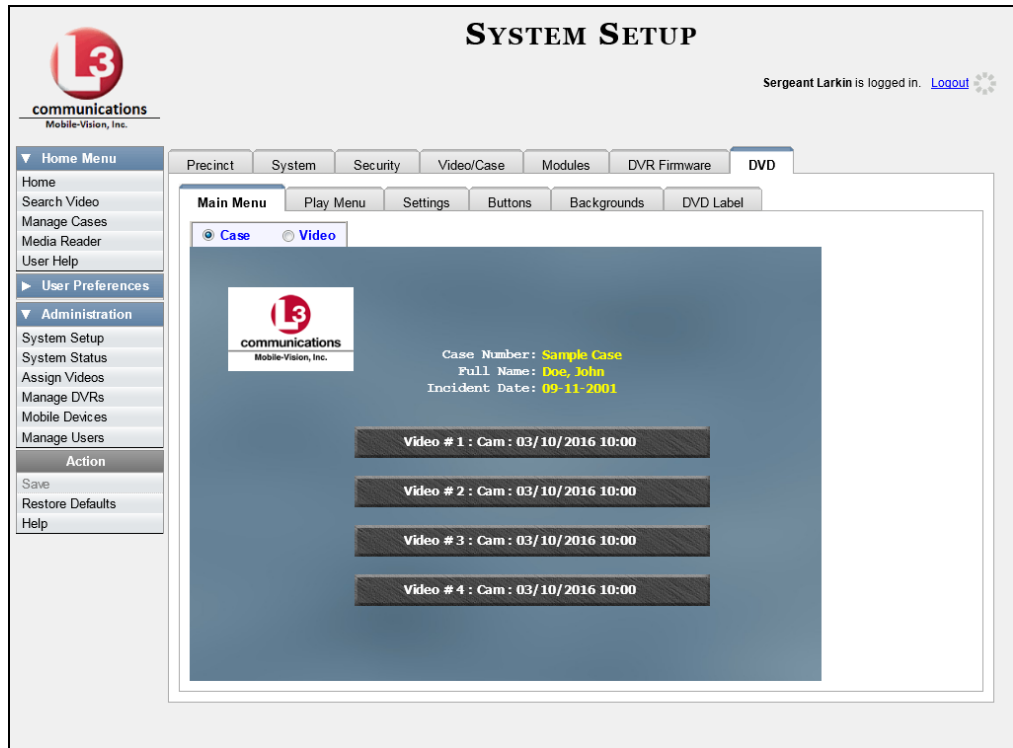 SYSTEM SETUP
L3
communications
Mobile-Vision, Inc.
Sergeant Larkin is logged in. Logout
Home Menu
Home
Search Video
Manage Cases
Media Reader
User Help
User Preferences
Administration
System Setup
System Status
Assign Videos
Manage DVRs
Mobile Devices
Manage Users
Action
Save
Restore Defaults
Help
Precinct System Security Video/Case Modules DVR Firmware DVD
Main Menu Play Menu Settings Buttons Backgrounds DVD Label
Case Video
L3
communications
Mobile-Vision, Inc.
Case Number: Sample Case
Full Name: Doe, John
Incident Date: 09-11-2001
Video # 1 : Cam : 03/10/2016 10:00
Video # 2 : Cam : 03/10/2016 10:00
Video # 3 : Cam : 03/10/2016 10:00
Video # 4 : Cam : 03/10/2016 10:00